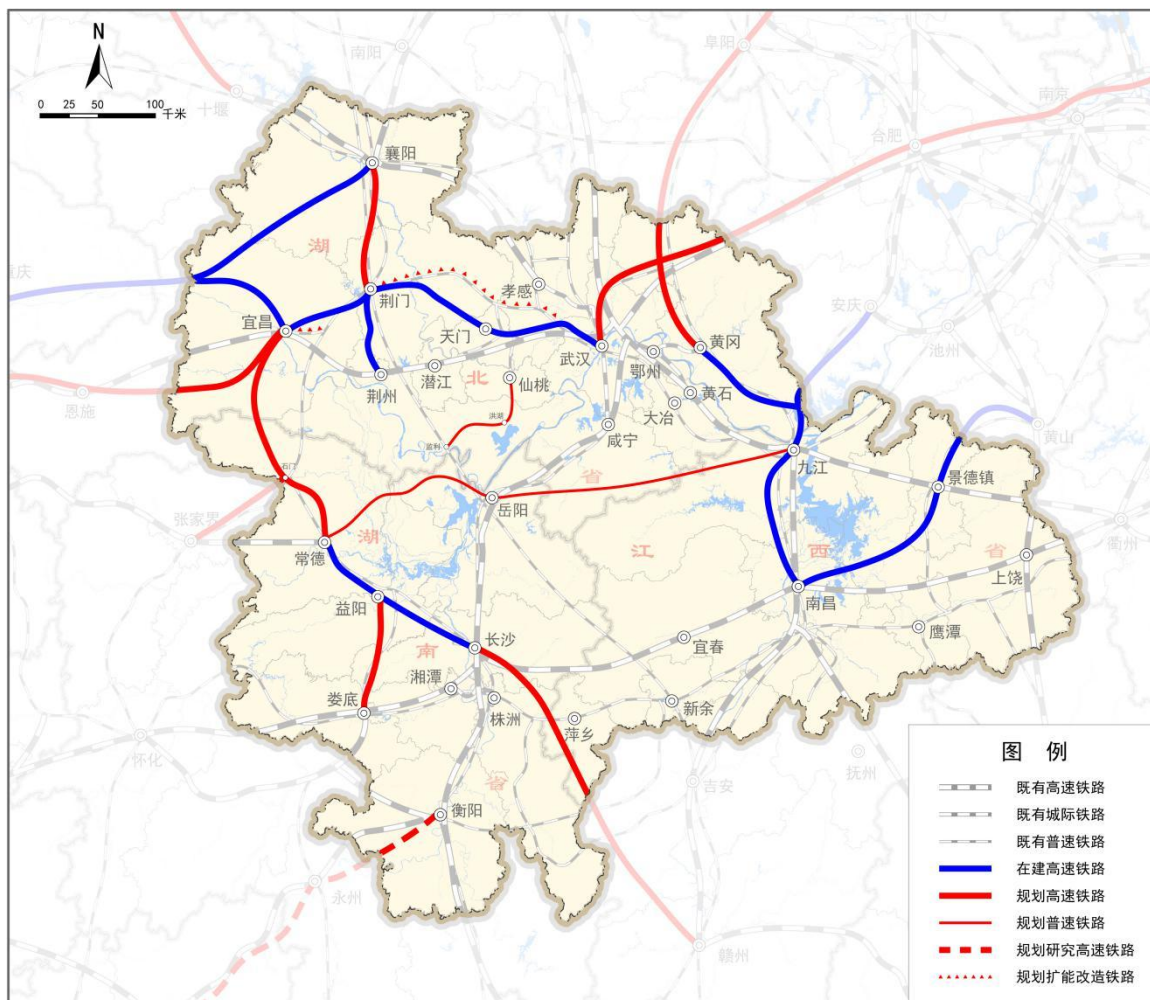 N
0 25 50 100
千米
南阳
阜阳
南京
十堰
合肥
襄阳
湖
重庆
孝感
安庆
荆门
宜昌
天门
武汉
黄冈
池州
鄂州
恩施
荆州
潜江
北
仙桃
黄石
大冶
洪湖
咸宁
黄山
监利
九江
石门
省
景德镇
岳阳
张家界
湖
江
西
省
衢州
常德
上饶
益阳
南昌
南
长沙
宜春
鹰潭
湘潭
娄底
株洲
新余
萍乡
怀化
省
吉安
抚州
衡阳
永州
赣州
图 例
既有高速铁路
既有城际铁路
既有普速铁路
在建高速铁路
规划高速铁路
规划普速铁路
规划研究高速铁路
规划扩能改造铁路